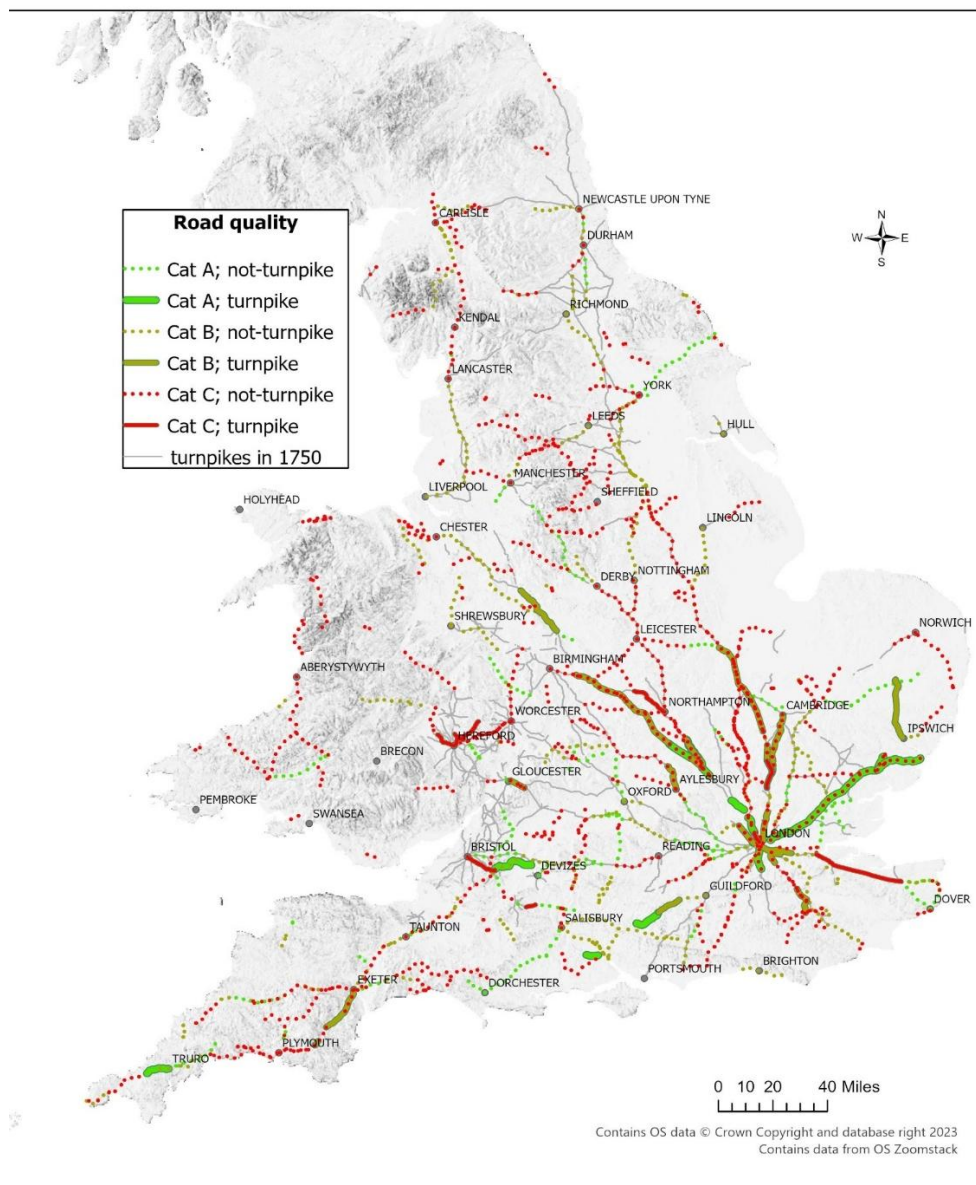 NEWCASTLE UPON TYNE
CARLISLE
DURHAM
N
W E
S
Road quality
Cat A; not-turnpike
Cat A; turnpike
Cat B; not-turnpike
Cat B; turnpike
Cat C; not-turnpike
Cat C; turnpike
turnpikes in 1750
RICHMOND
KENDAL
LANCASTER
YORK
LEEDS
HULL
MANCHESTER
LIVERPOOL
SHEFFIELD
HOLYHEAD
LINCOLN
CHESTER
DERBY
NOTTINGHAM
SHREWSBURY
LEICESTER
NORWICH
BIRMINGHAM
ABERYSTWYTH
NORTHAMPTON
CAMBRIDGE
WORCESTER
HEREFORD
IPSWICH
BRECON
GLOUCESTER
AYLESBURY
OXFORD
PEMBROKE
SWANSEA
LONDON
BRISTOL
READING
DEVIZES
GUILDFORD
DOVER
SALISBURY
TAUNTON
PORTSMOUTH
BRIGHTON
EXETER
DORCHESTER
PLYMOUTH
TRURO
0 10 20 40 Miles
Contains OS data © Crown Copyright and database right 2023
Contains data from OS Zoomstack